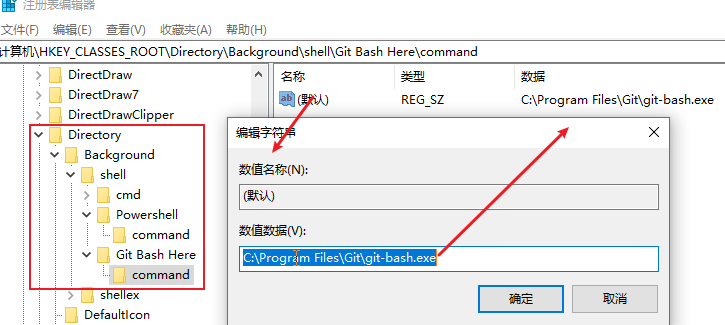 注册表编辑器
文件(F) 编辑(E) 查看(V) 收藏夹(A) 帮助(H)
计算机\HKEY_CLASSES_ROOT\Directory\Background\shell\Git Bash Here\command
DirectDraw
DirectDraw7
DirectDrawClipper
Directory
Background
shell
cmd
Powershell
command
Git Bash Here
command
shellex
DefaultIcon
名称 类型 数据
ab (默认) REG_SZ C:\Program Files\Git\git-bash.exe
编辑字符串
数值名称(N):
(默认)
数值数据(V):
C:\Program Files\Git\git-bash.exe
确定 取消